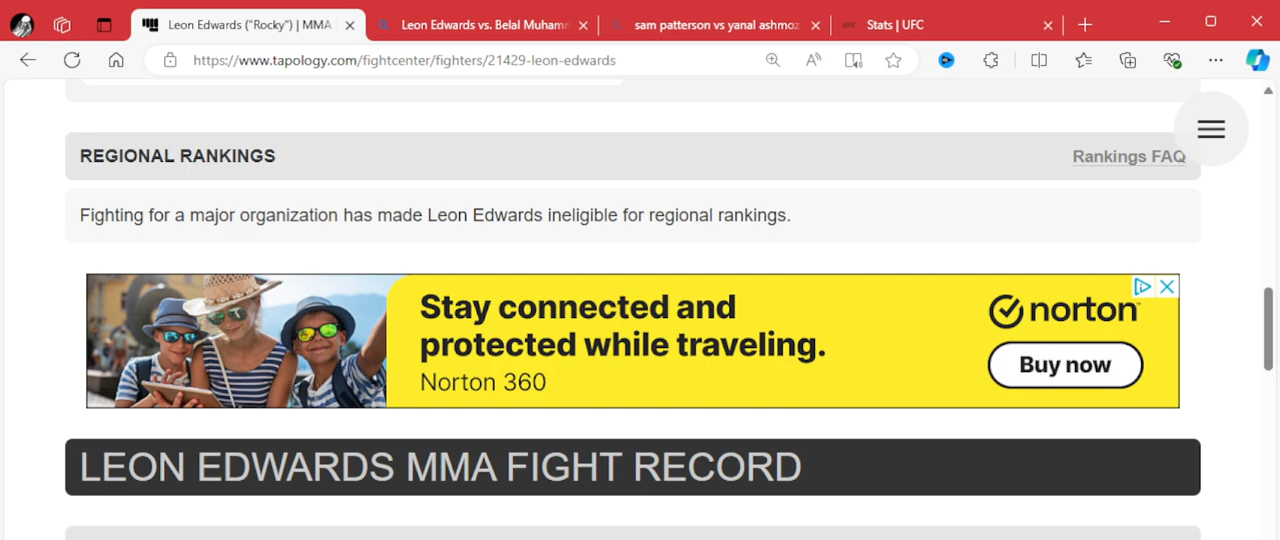 Leon Edwards ("Rocky") | MMA
Leon Edwards vs. Belal Muhamm
sam patterson vs yanal ashmoz
Stats | UFC
https://www.tapology.com/fightcenter/fighters/21429-leon-edwards
REGIONAL RANKINGS
Rankings FAQ
Fighting for a major organization has made Leon Edwards ineligible for regional rankings.
Stay connected and
protected while traveling.
Norton 360
norton
Buy now
LEON EDWARDS MMA FIGHT RECORD